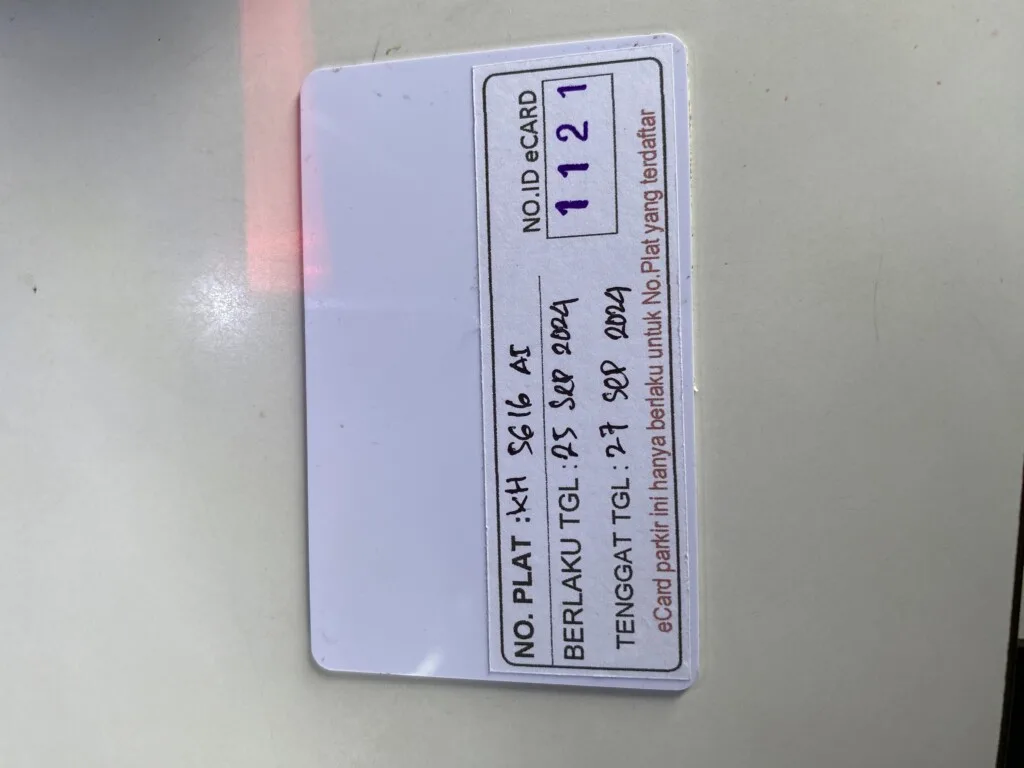 NO. PLAT : KH 5616 AI
NO.ID eCARD
1121
BERLAKU TGL : 25 SEP 2024
TENGGAT TGL : 27 SEP 2024
eCard parkir ini hanya berlaku untuk No.Plat yang terdaftar